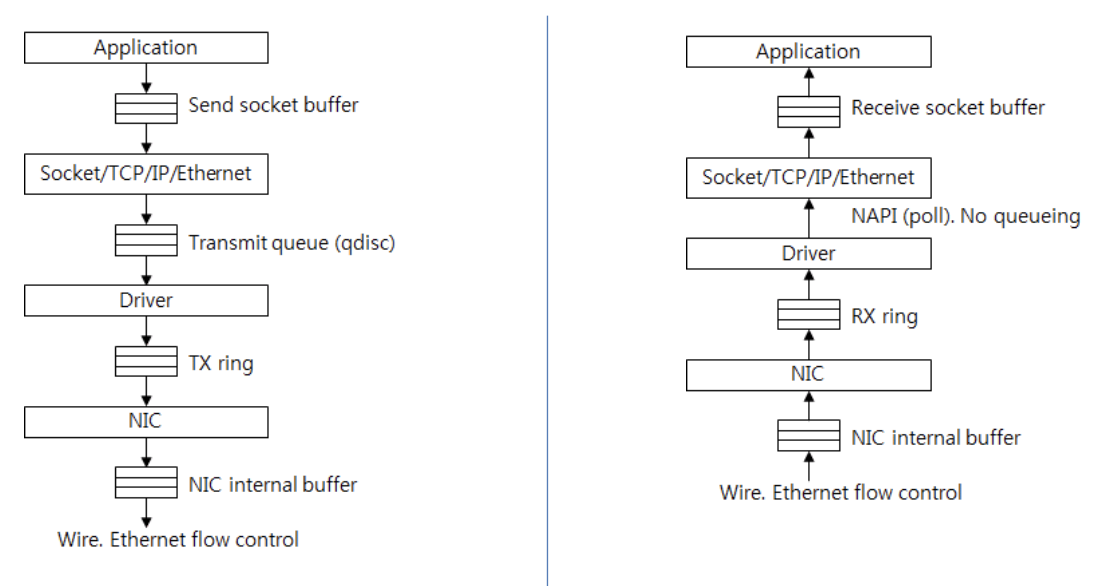 Application
Send socket buffer
Socket/TCP/IP/Ethernet
Transmit queue (qdisc)
Driver
TX ring
NIC
NIC internal buffer
Wire. Ethernet flow control
Application
Receive socket buffer
Socket/TCP/IP/Ethernet
NAPI (poll). No queueing
Driver
RX ring
NIC
NIC internal buffer
Wire. Ethernet flow control